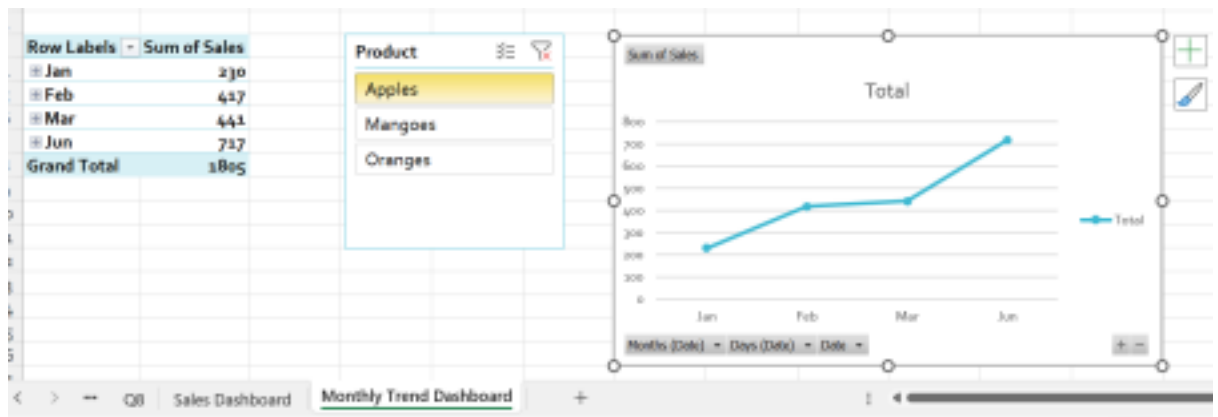 Row Labels Sum of Sales
Jan 230
Feb 417
Mar 441
Jun 717
Grand Total 1805
Product
Apples
Mangoes
Oranges
Sum of Sales
Total
800
700
600
500
400
300
200
100
0
Jan Feb Mar Jun
Total
Months (Date) Days (Date) Date
+ −
Q8 Sales Dashboard Monthly Trend Dashboard +